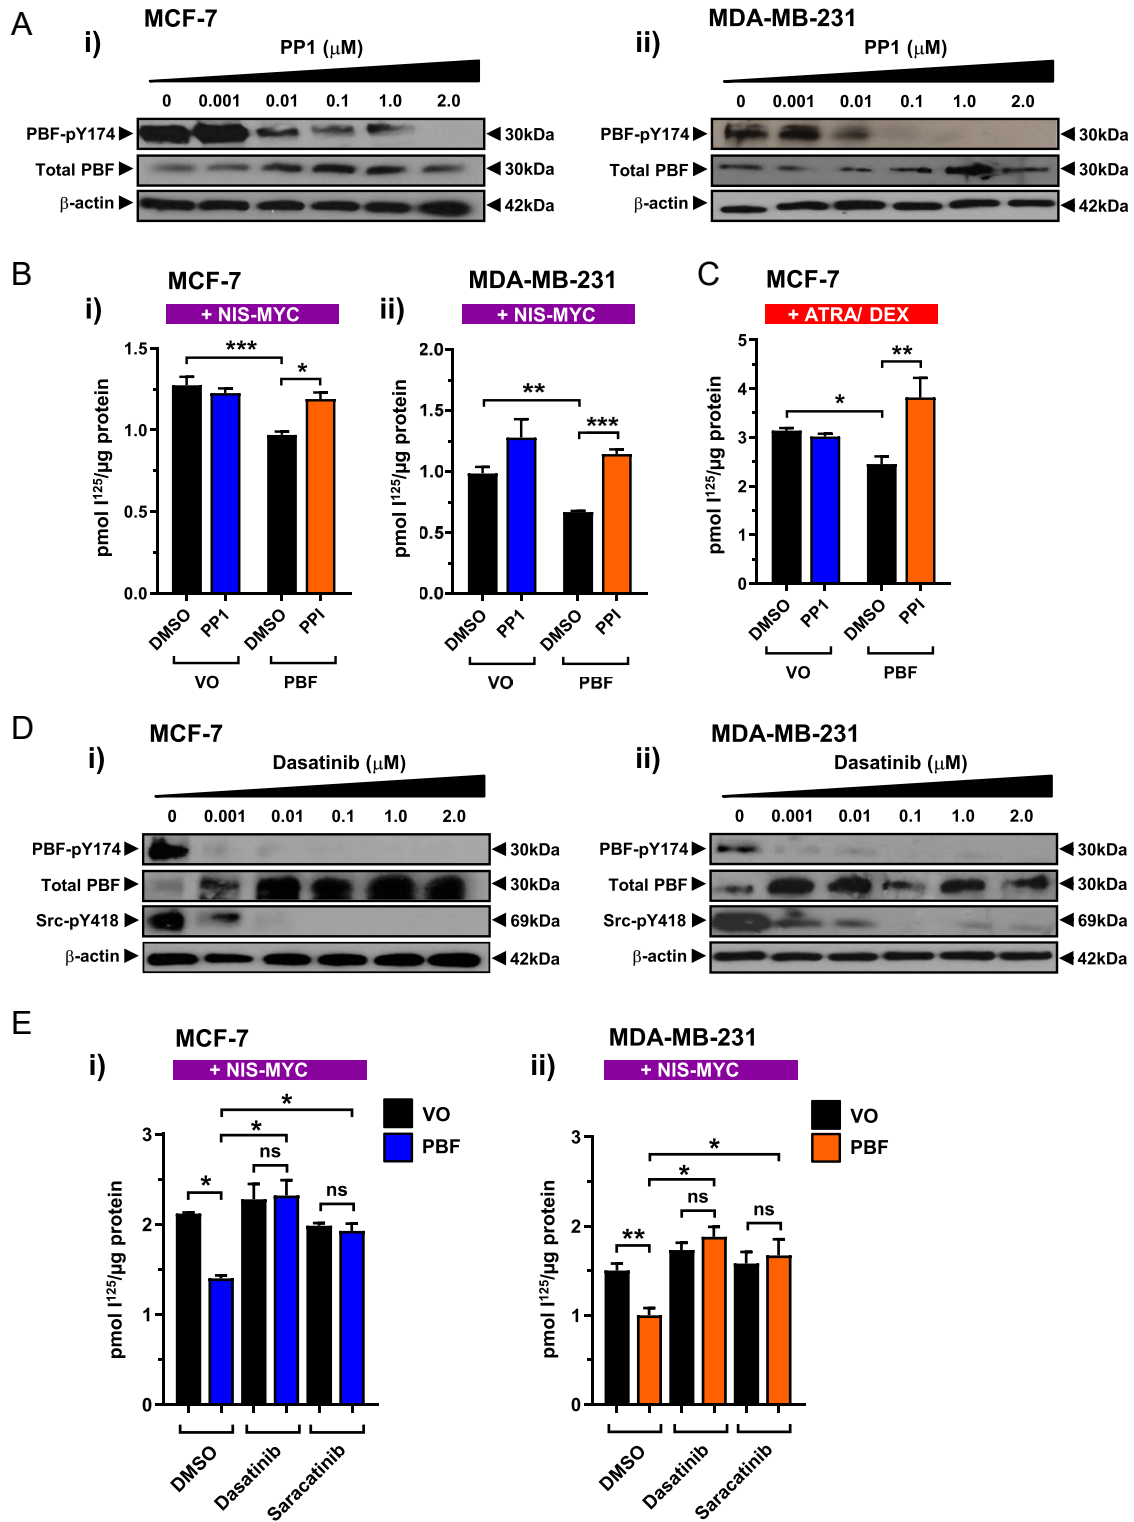 A
MCF-7
i)
PP1 (μM)
0 0.001 0.01 0.1 1.0 2.0
PBF-pY174 30kDa
Total PBF 30kDa
β-actin 42kDa
MDA-MB-231
ii)
PP1 (μM)
0 0.001 0.01 0.1 1.0 2.0
PBF-pY174 30kDa
Total PBF 30kDa
β-actin 42kDa
B
MCF-7
i)
+ NIS-MYC
pmol I¹²⁵/µg protein
1.5
1.0
0.5
0.0
***
*
DMSO PP1 DMSO PPI
VO PBF
MDA-MB-231
ii)
+ NIS-MYC
pmol I¹²⁵/µg protein
2.0
1.5
1.0
0.5
0.0
**
***
DMSO PP1 DMSO PPI
VO PBF
C
MCF-7
+ ATRA/ DEX
pmol I¹²⁵/µg protein
5
4
3
2
1
0
**
*
DMSO PP1 DMSO PPI
VO PBF
D
MCF-7
i)
Dasatinib (μM)
0 0.001 0.01 0.1 1.0 2.0
PBF-pY174 30kDa
Total PBF 30kDa
Src-pY418 69kDa
β-actin 42kDa
MDA-MB-231
ii)
Dasatinib (μM)
0 0.001 0.01 0.1 1.0 2.0
PBF-pY174 30kDa
Total PBF 30kDa
Src-pY418 69kDa
β-actin 42kDa
E
MCF-7
i)
+ NIS-MYC
VO
PBF
pmol I¹²⁵/µg protein
3
2
1
0
*
*
ns
*
ns
DMSO Dasatinib Saracatinib
MDA-MB-231
ii)
+ NIS-MYC
VO
PBF
pmol I¹²⁵/µg protein
3
2
1
0
*
*
ns
ns
**
DMSO Dasatinib Saracatinib